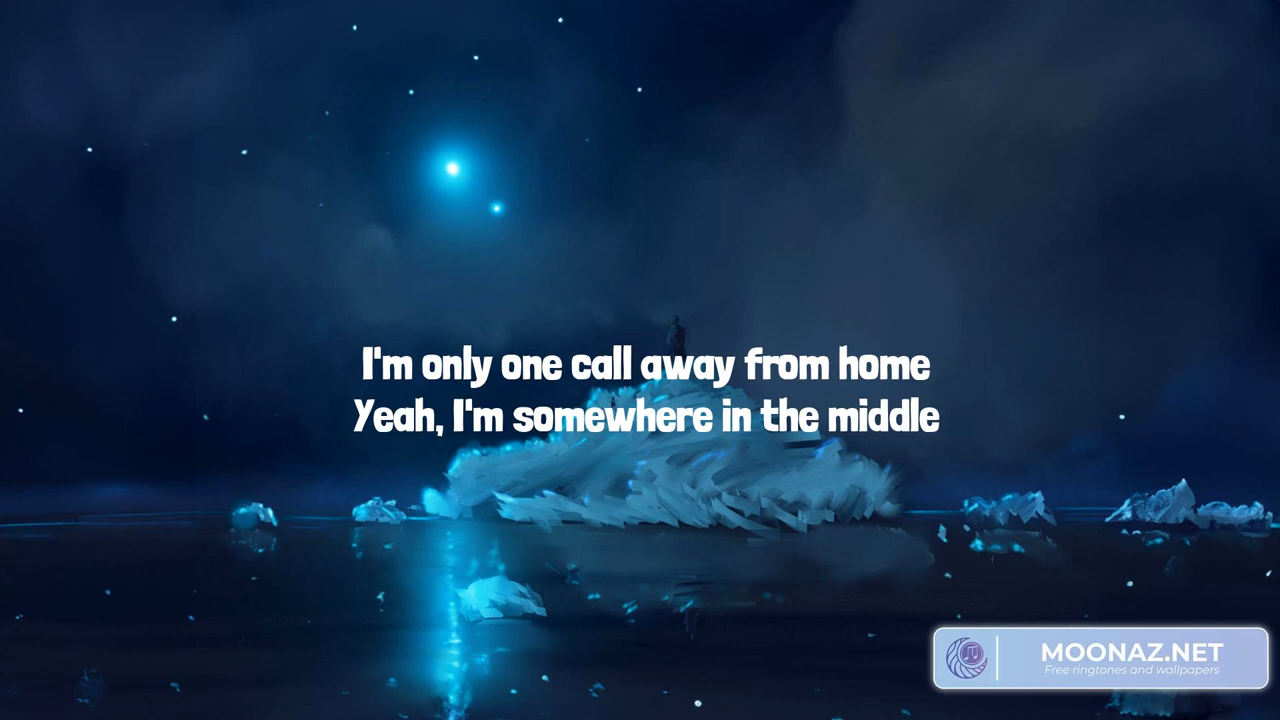 I'm only one call away from home
Yeah, I'm somewhere in the middle
MOONAZ.NET
Free ringtones and wallpapers